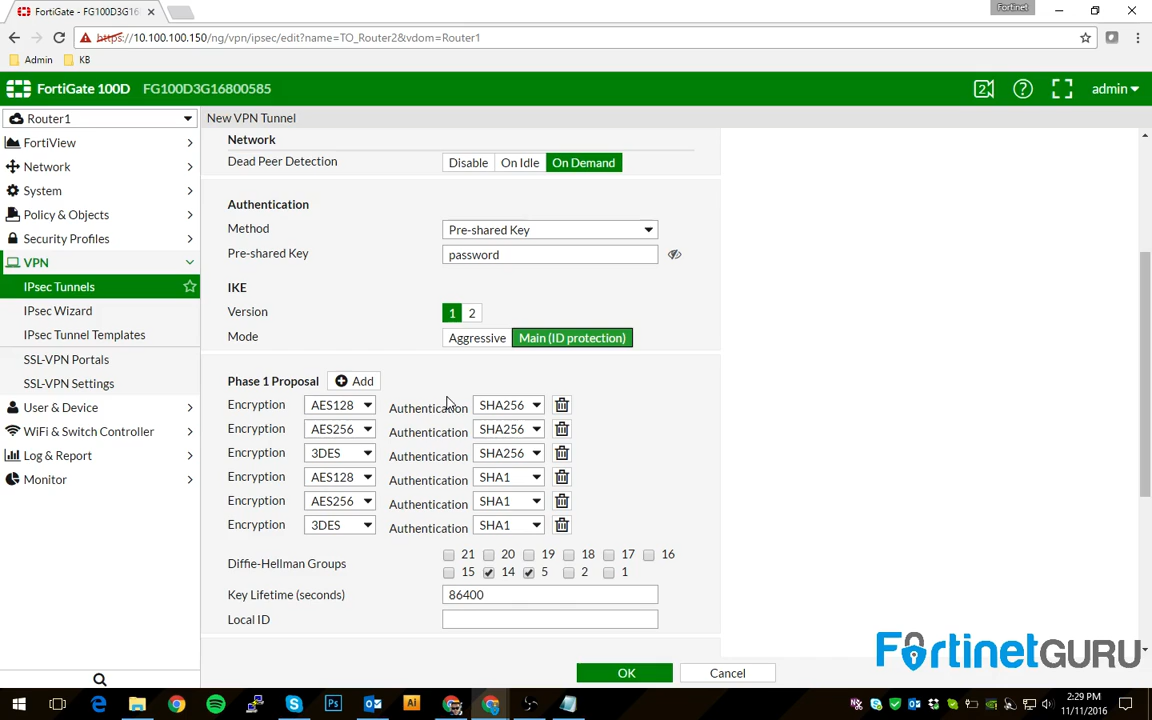 FortiGate - FG100D3G16
Fortinet
https://10.100.100.150/ng/vpn/ipsec/edit?name=TO_Router2&vdom=Router1
Admin KB
FortiGate 100D FG100D3G16800585
2 ? admin
Router1
New VPN Tunnel
FortiView
Network
System
Policy & Objects
Security Profiles
VPN
IPsec Tunnels
IPsec Wizard
IPsec Tunnel Templates
SSL-VPN Portals
SSL-VPN Settings
User & Device
WiFi & Switch Controller
Log & Report
Monitor
Network
Dead Peer Detection Disable On Idle On Demand
Authentication
Method Pre-shared Key
Pre-shared Key password
IKE
Version 1 2
Mode Aggressive Main (ID protection)
Phase 1 Proposal Add
Encryption AES128 Authentication SHA256
Encryption AES256 Authentication SHA256
Encryption 3DES Authentication SHA256
Encryption AES128 Authentication SHA1
Encryption AES256 Authentication SHA1
Encryption 3DES Authentication SHA1
Diffie-Hellman Groups
21 20 19 18 17 16
15 14 5 2 1
Key Lifetime (seconds) 86400
Local ID
OK Cancel
FortinetGURU
2:29 PM
11/11/2016